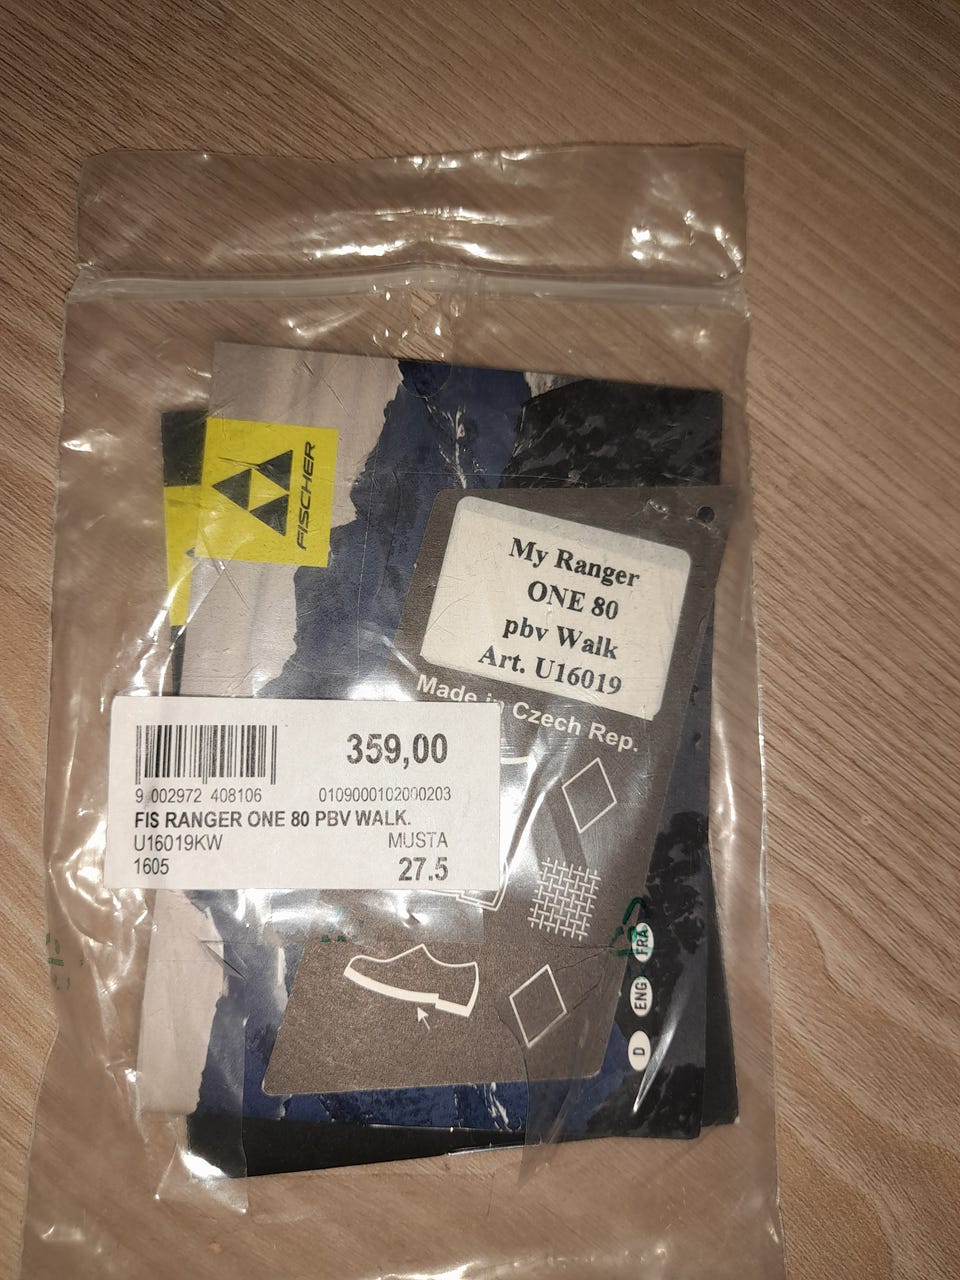 FISCHER
My Ranger
ONE 80
pbv Walk
Art. U16019
Made in Czech Rep.
359,00
9 002972 408106 0109000102000203
FIS RANGER ONE 80 PBV WALK.
U16019KW MUSTA
1605 27.5
FRA
ENG
D